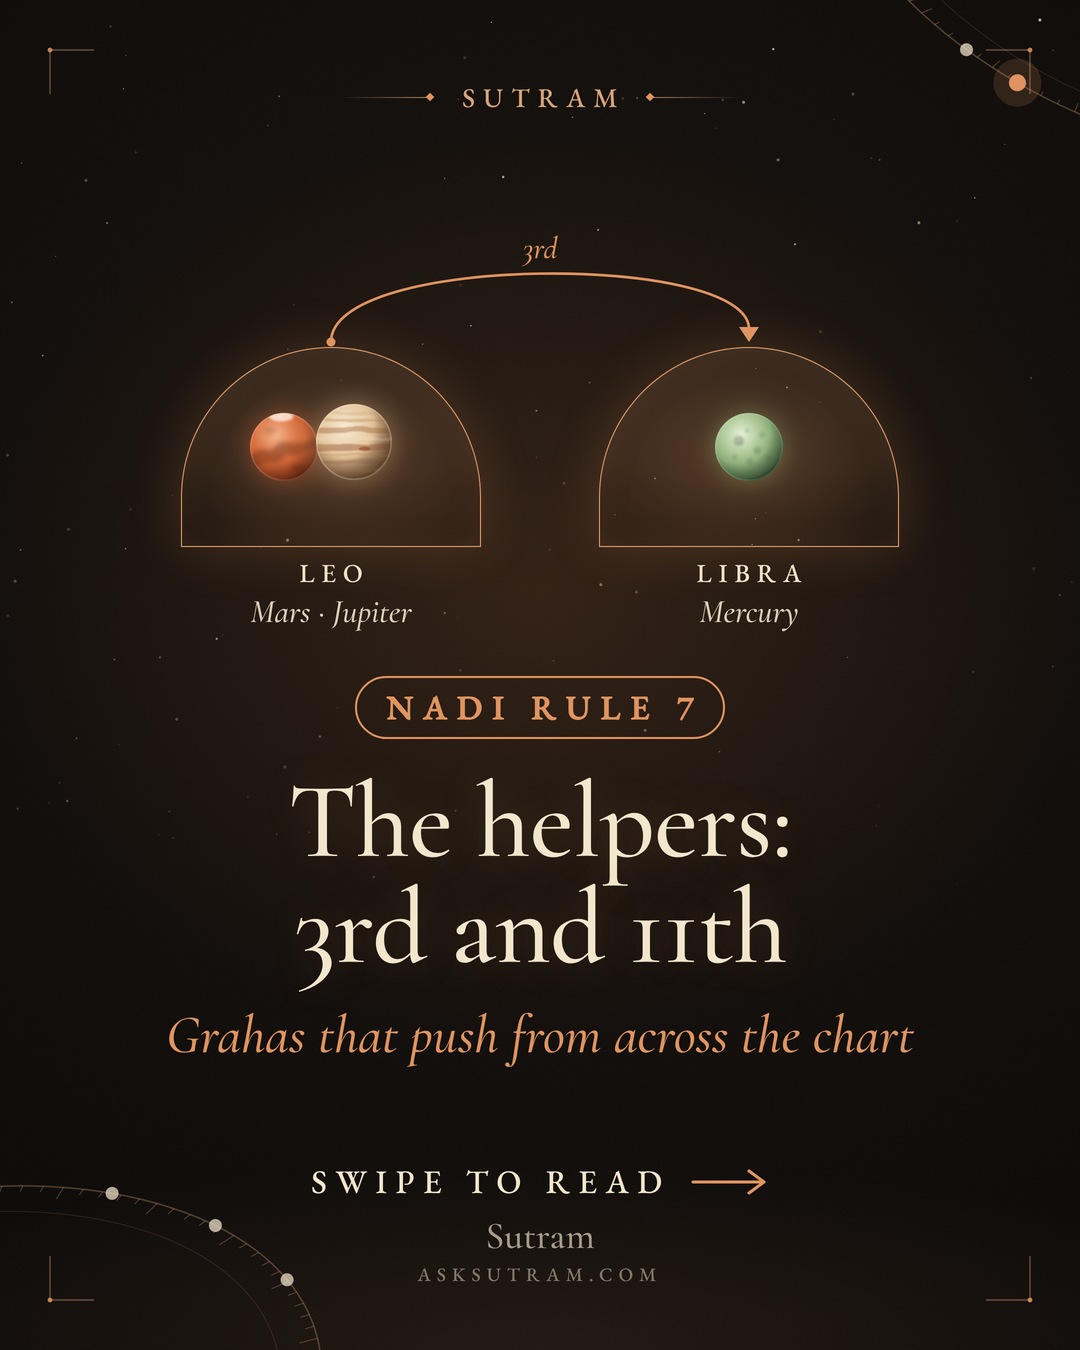 SUTRAM
3rd
LEO
Mars · Jupiter
LIBRA
Mercury
NADI RULE 7
The helpers:
3rd and 11th
Grahas that push from across the chart
SWIPE TO READ
Sutram
ASKSUTRAM.COM